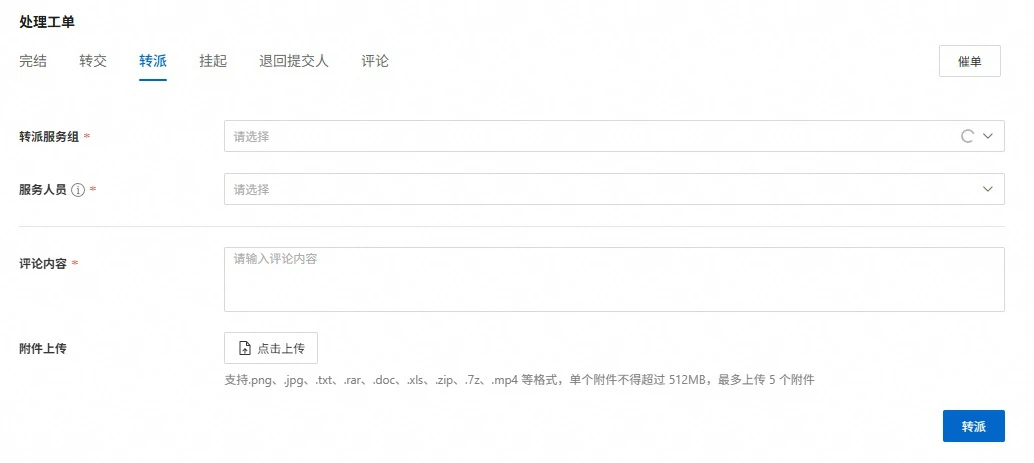 处理工单
完结 转交 转派 挂起 退回提交人 评论 催单
转派服务组 * 请选择
服务人员 * 请选择
评论内容 * 请输入评论内容
附件上传 点击上传
支持.png、.jpg、.txt、.rar、.doc、.xls、.zip、.7z、.mp4 等格式，单个附件不得超过 512MB，最多上传 5 个附件
转派